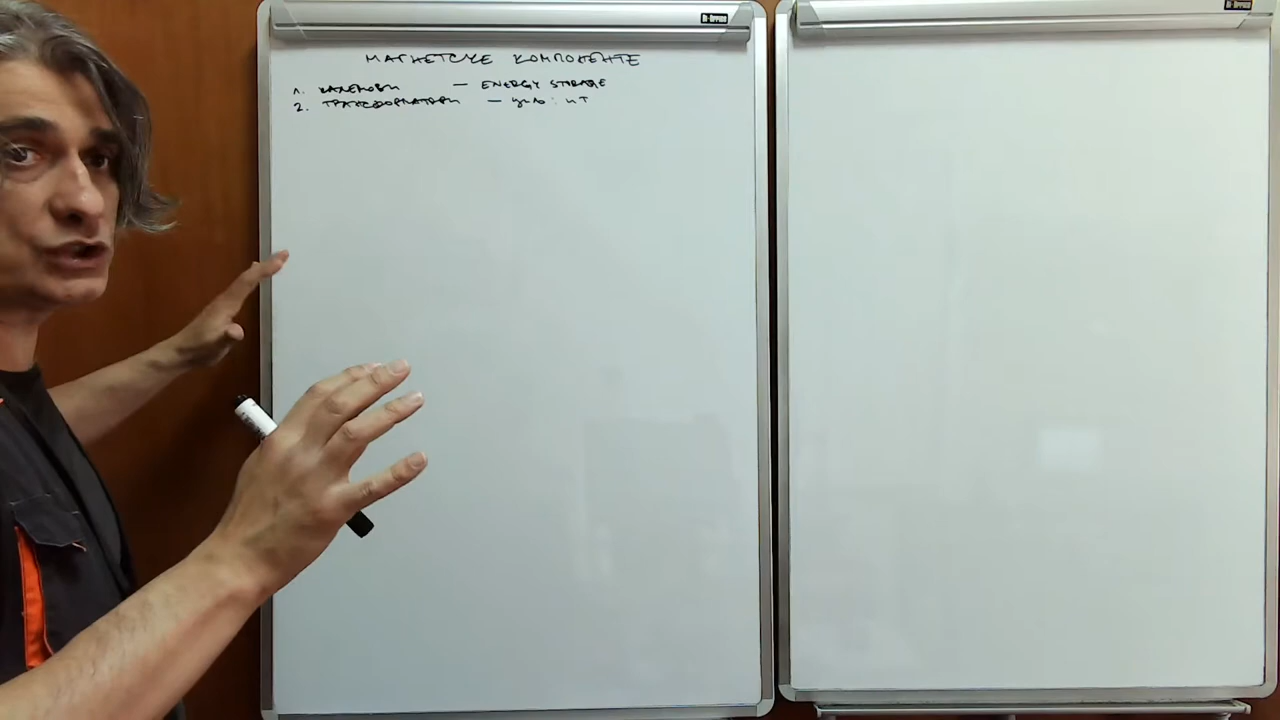 МАГНЕТСКЕ КОМПОНЕНТЕ
1. КАЛЕМОВИ — ENERGY STORAGE
2. ТРАНСФОРМАТОРИ —